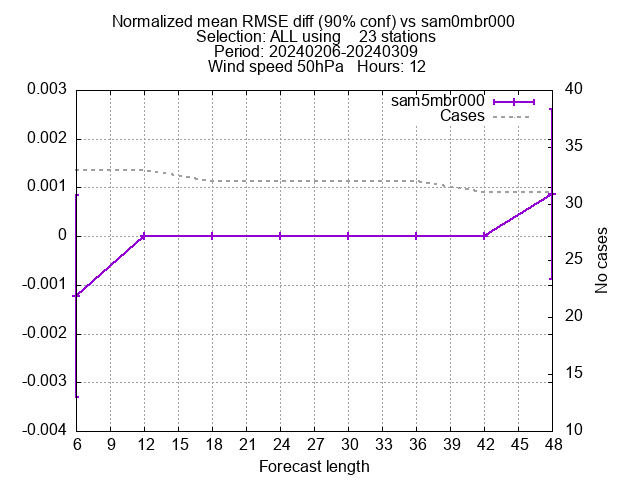 Normalized mean RMSE diff (90% conf) vs sam0mbr000
Selection: ALL using    23 stations
Period: 20240206-20240309
Wind speed 50hPa   Hours: 12
sam5mbr000
Cases
0.003
0.002
0.001
0
-0.001
-0.002
-0.003
-0.004
40
35
30
25
20
15
10
No cases
6 9 12 15 18 21 24 27 30 33 36 39 42 45 48
Forecast length